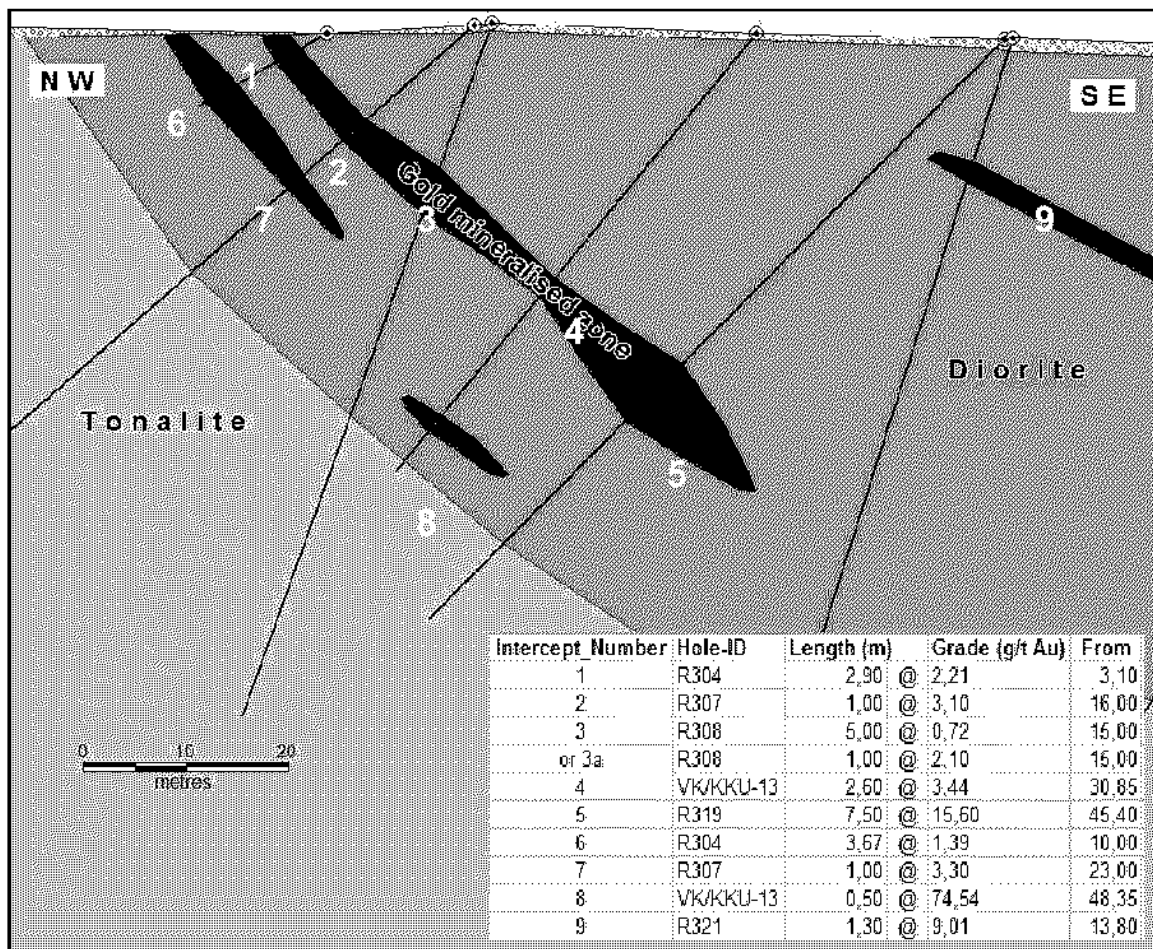 NW
SE
1
6
2
7
3
9
Gold mineralised zone
4
Diorite
Tonalite
5
8
0 10 20
metres
Intercept_Number Hole-ID Length (m) Grade (g/t Au) From
1 R304 2,90 @ 2,21 3,10
2 R307 1,00 @ 3,10 16,00
3 R308 5,00 @ 0,72 15,00
or 3a R308 1,00 @ 2,10 15,00
4 VK/KKU-13 2,60 @ 3,44 30,85
5 R319 7,50 @ 15,60 45,40
6 R304 3,67 @ 1,39 10,00
7 R307 1,00 @ 3,30 23,00
8 VK/KKU-13 0,50 @ 74,54 48,35
9 R321 1,30 @ 9,01 13,80